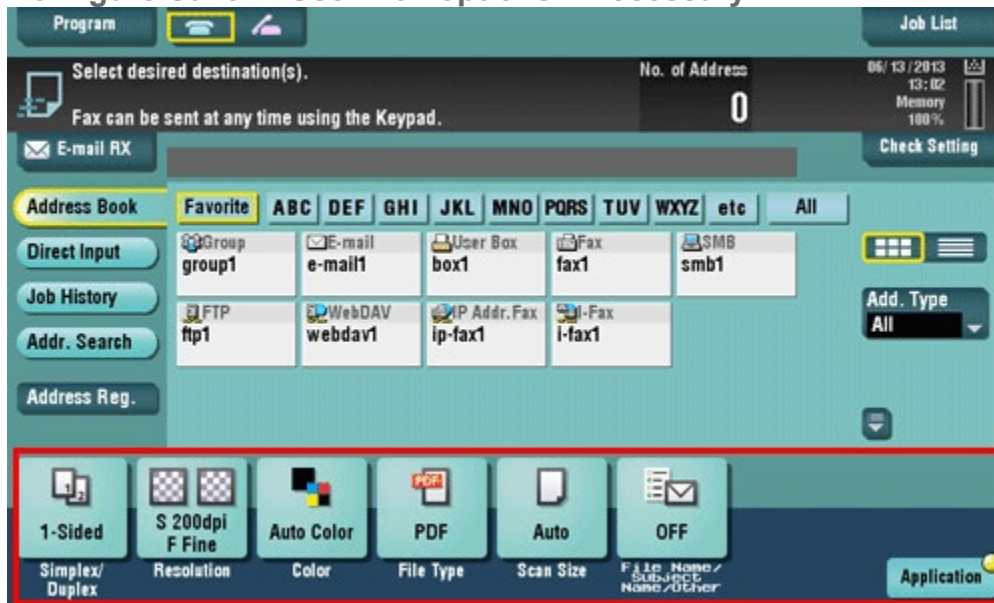 Program
Job List
Select desired destination(s).
No. of Address
06/13/2013
13:02
Memory
100%
Fax can be sent at any time using the Keypad.
0
E-mail RX
Check Setting
Address Book
Favorite ABC DEF GHI JKL MNO PQRS TUV WXYZ etc All
Direct Input
Group E-mail User Box Fax SMB
group1 e-mail1 box1 fax1 smb1
Job History
Add. Type
All
FTP WebDAV IP Addr.Fax I-Fax
ftp1 webdav1 ip-fax1 i-fax1
Addr. Search
Address Reg.
1-Sided
S 200dpi
F Fine
Auto Color
PDF
PDF
Auto
OFF
Simplex/
Duplex
Resolution
Color
File Type
Scan Size
File Name/
Subject
Name/Other
Application